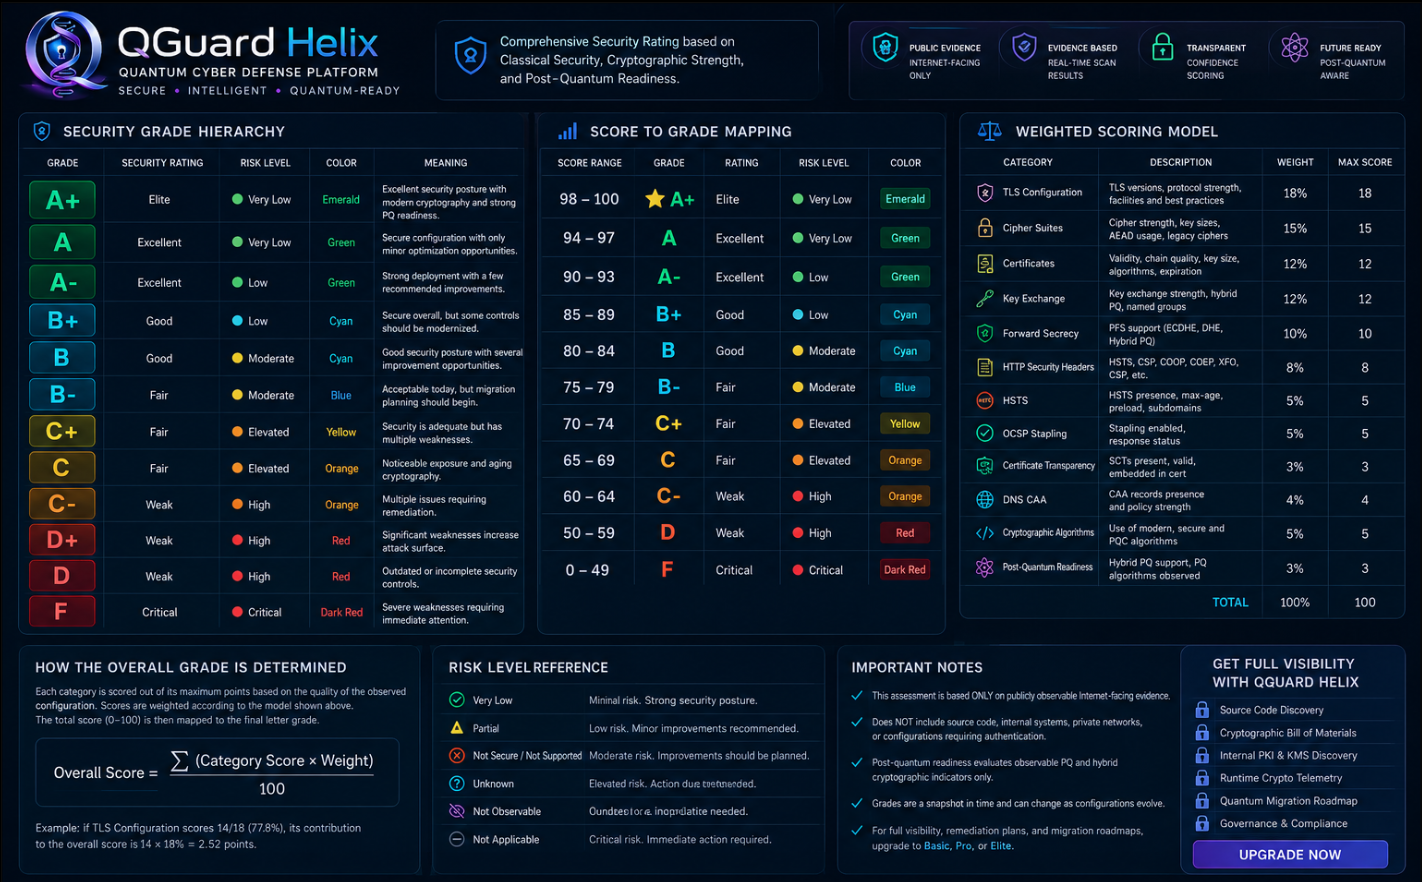 QGuard Helix
QUANTUM CYBER DEFENSE PLATFORM
SECURE • INTELLIGENT • QUANTUM-READY
Comprehensive Security Rating based on
Classical Security, Cryptographic Strength,
and Post-Quantum Readiness.
PUBLIC EVIDENCE
INTERNET-FACING
ONLY
EVIDENCE BASED
REAL-TIME SCAN
RESULTS
TRANSPARENT
CONFIDENCE
SCORING
FUTURE READY
POST-QUANTUM
AWARE
SECURITY GRADE HIERARCHY
GRADE SECURITY RATING RISK LEVEL COLOR MEANING
A+ Elite Very Low Emerald Excellent security posture with
modern cryptography and strong
PQ readiness.
A Excellent Very Low Green Secure configuration with only
minor optimization opportunities.
A- Excellent Low Green Strong deployment with a few
recommended improvements.
B+ Good Low Cyan Secure overall, but some controls
should be modernized.
B Good Moderate Cyan Good security posture with several
improvement opportunities.
B- Fair Moderate Blue Acceptable today, but migration
planning should begin.
C+ Fair Elevated Yellow Security is adequate but has
multiple weaknesses.
C Fair Elevated Orange Noticeable exposure and aging
cryptography.
C- Weak High Orange Multiple issues requiring
remediation.
D+ Weak High Red Significant weaknesses increase
attack surface.
D Weak High Red Outdated or incomplete security
controls.
F Critical Critical Dark Red Severe weaknesses requiring
immediate attention.
SCORE TO GRADE MAPPING
SCORE RANGE GRADE RATING RISK LEVEL COLOR
98 – 100 A+ Elite Very Low Emerald
94 – 97 A Excellent Very Low Green
90 – 93 A- Excellent Low Green
85 – 89 B+ Good Low Cyan
80 – 84 B Good Moderate Cyan
75 – 79 B- Fair Moderate Blue
70 – 74 C+ Fair Elevated Yellow
65 – 69 C Fair Elevated Orange
60 – 64 C- Weak High Orange
50 – 59 D Weak High Red
0 – 49 F Critical Critical Dark Red
WEIGHTED SCORING MODEL
CATEGORY DESCRIPTION WEIGHT MAX SCORE
TLS Configuration TLS versions, protocol strength,
facilities and best practices 18% 18
Cipher Suites Cipher strength, key sizes,
AEAD usage, legacy ciphers 15% 15
Certificates Validity, chain quality, key size,
algorithms, expiration 12% 12
Key Exchange Key exchange strength, hybrid
PQ, named groups 12% 12
Forward Secrecy PFS support (ECDHE, DHE,
Hybrid PQ) 10% 10
HTTP Security Headers HSTS, CSP, COOP, COEP, XFO,
CSP, etc. 8% 8
HSTS HSTS presence, max-age,
preload, subdomains 5% 5
OCSP Stapling Stapling enabled,
response status 5% 5
Certificate Transparency SCTs present, valid,
embedded in cert 3% 3
DNS CAA CAA records presence
and policy strength 4% 4
Cryptographic Algorithms Use of modern, secure and
PQC algorithms 5% 5
Post-Quantum Readiness Hybrid PQ support, PQ
algorithms observed 3% 3
TOTAL 100% 100
HOW THE OVERALL GRADE IS DETERMINED
Each category is scored out of its maximum points based on the quality of the observed
configuration. Scores are weighted according to the model shown above.
The total score (0–100) is then mapped to the final letter grade.
Overall Score = ∑ (Category Score × Weight)
100
Example: if TLS Configuration scores 14/18 (77.8%), its contribution
to the overall score is 14 × 18% = 2.52 points.
RISK LEVEL REFERENCE
Very Low Minimal risk. Strong security posture.
Partial Low risk. Minor improvements recommended.
Not Secure / Not Supported Moderate risk. Improvements should be planned.
Unknown Elevated risk. Action due
Not Observable needed.
Not Applicable Critical risk. Immediate action required.
IMPORTANT NOTES
This assessment is based ONLY on publicly observable Internet-facing evidence.
Does NOT include source code, internal systems, private networks,
or configurations requiring authentication.
Post-quantum readiness evaluates observable PQ and hybrid
cryptographic indicators only.
Grades are a snapshot in time and can change as configurations evolve.
For full visibility, remediation plans, and migration roadmaps,
upgrade to Basic, Pro, or Elite.
GET FULL VISIBILITY
WITH QGUARD HELIX
Source Code Discovery
Cryptographic Bill of Materials
Internal PKI & KMS Discovery
Runtime Crypto Telemetry
Quantum Migration Roadmap
Governance & Compliance
UPGRADE NOW